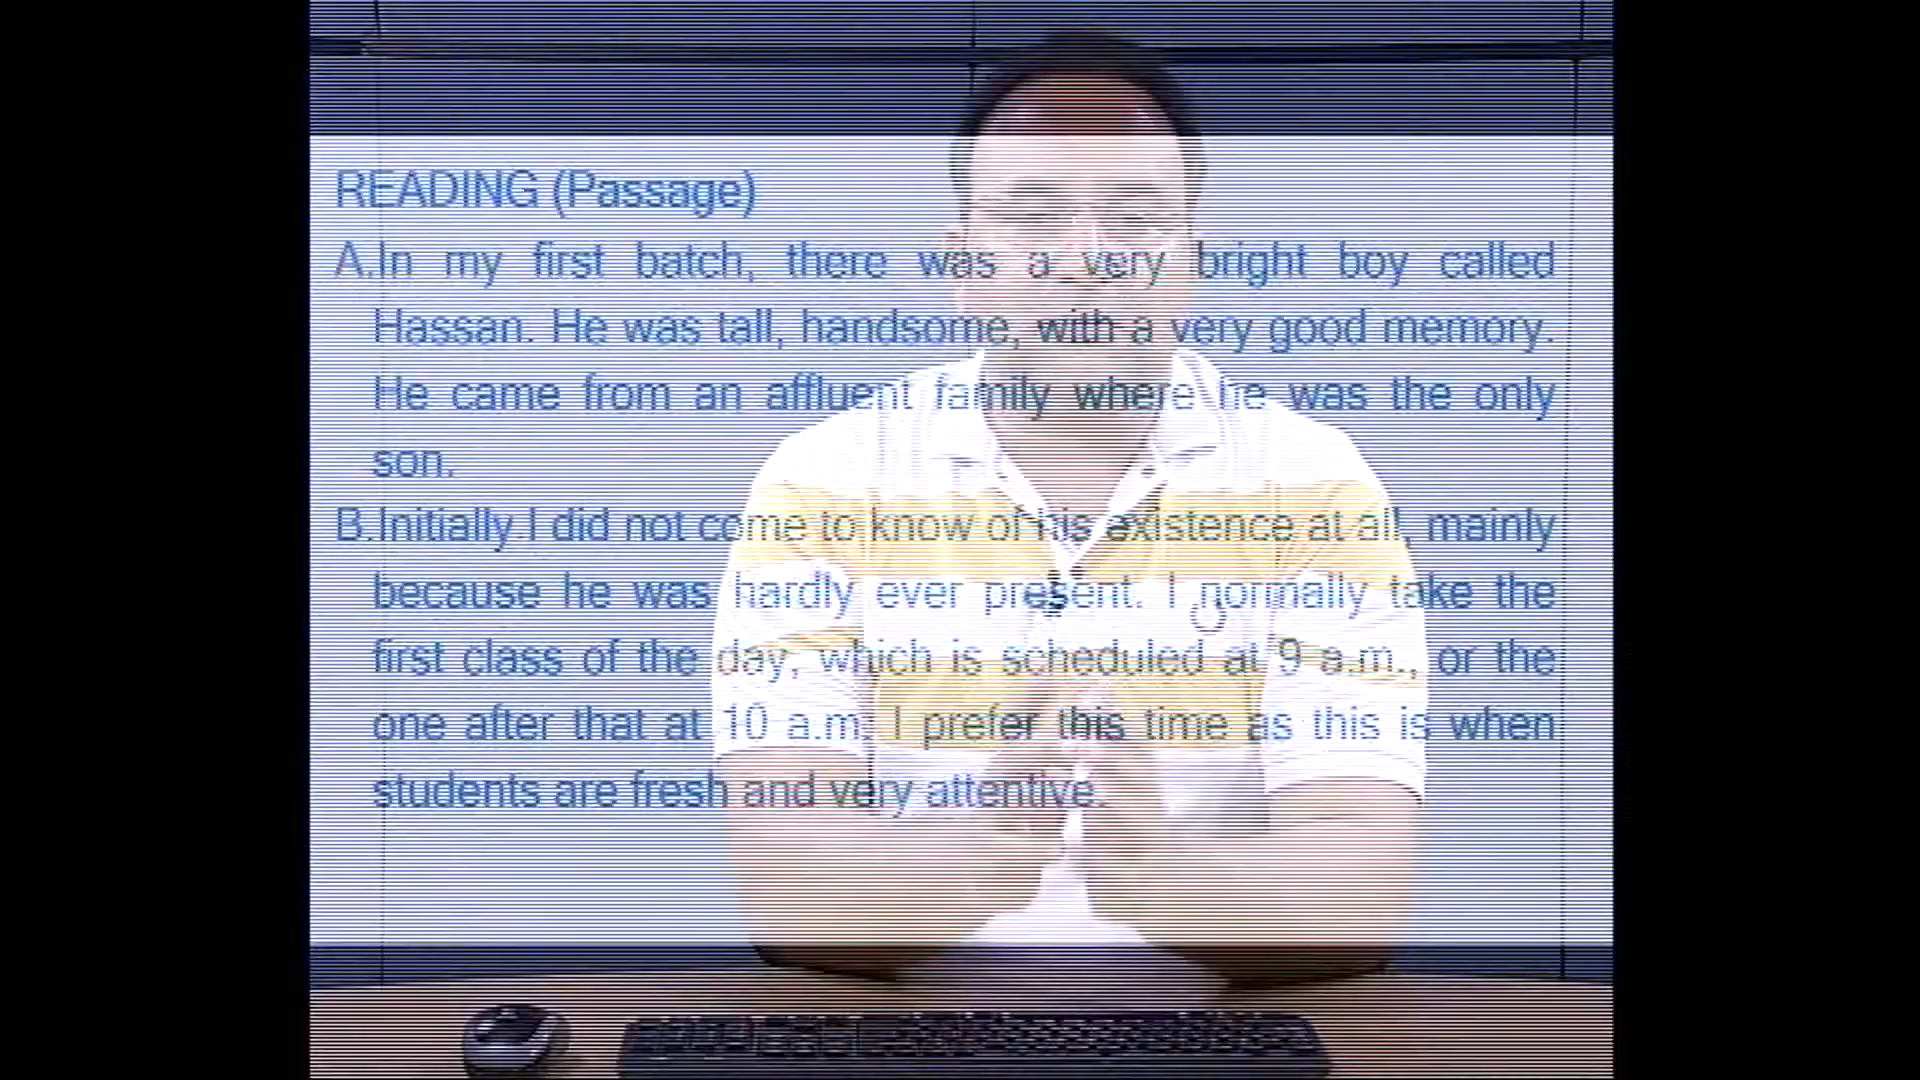 READING (Passage)
A.In my first batch, there was a very bright boy called
Hassan. He was tall, handsome, with a very good memory.
He came from an affluent family where he was the only
son.
B.Initially I did not come to know of his existence at all, mainly
because he was hardly ever present. I normally take the
first class of the day, which is scheduled at 9 a.m., or the
one after that at 10 a.m. I prefer this time as this is when
students are fresh and very attentive.